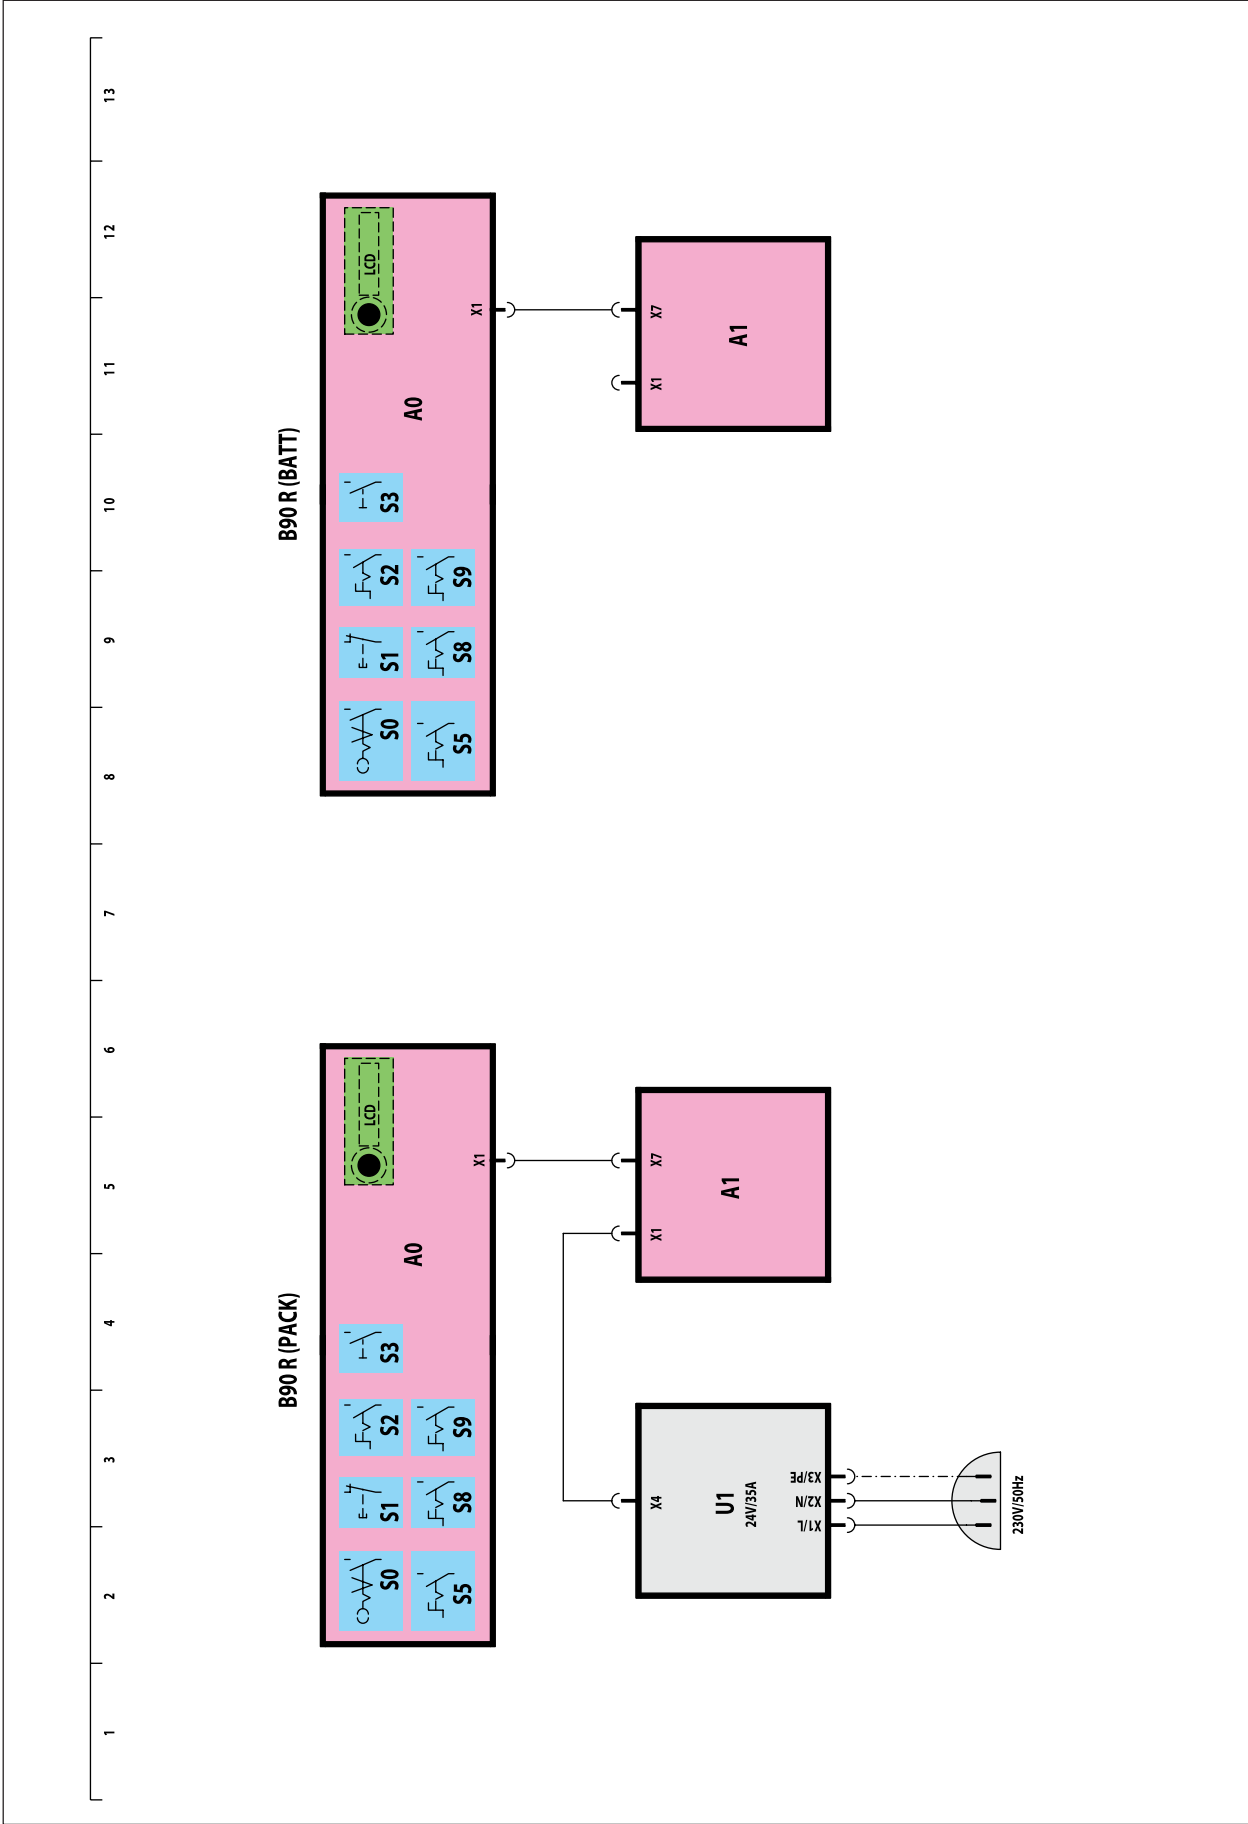 1
2
3
4
5
6
7
8
9
10
11
12
13
B90 R (PACK)
S0
S1
S2
S3
S5
S8
S9
A0
LCD
X1
X4
U1
24V/35A
X1/L
X2/N
X3/PE
230V/50Hz
X1
X7
A1
B90 R (BATT)
S0
S1
S2
S3
S5
S8
S9
A0
LCD
X1
X1
X7
A1